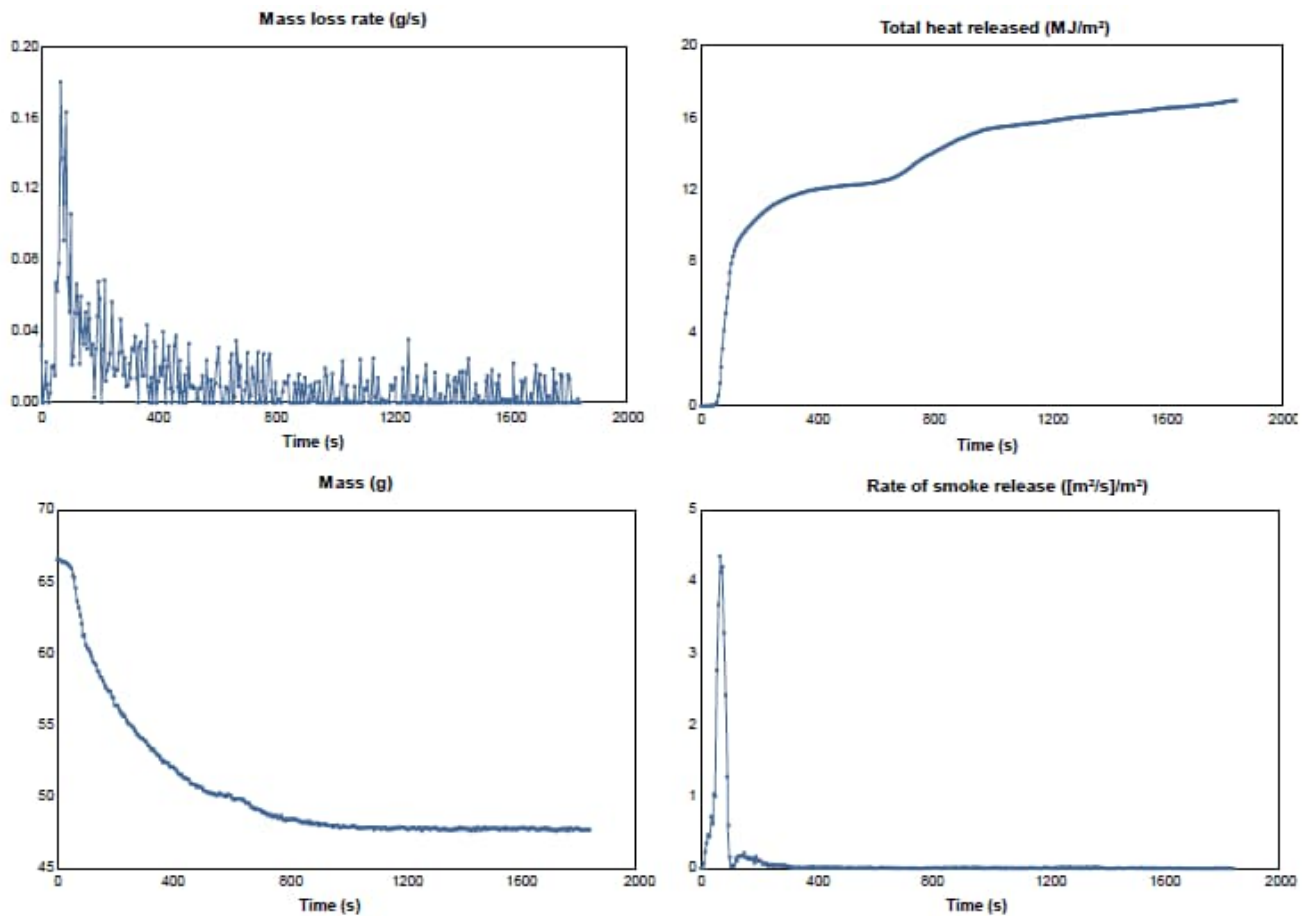 Mass loss rate (g/s)
0.20
0.16
0.12
0.08
0.04
0.00
0 400 800 1200 1600 2000
Time (s)
Total heat released (MJ/m²)
20
16
12
8
4
0
0 400 800 1200 1600 2000
Time (s)
Mass (g)
70
65
60
55
50
45
0 400 800 1200 1600 2000
Time (s)
Rate of smoke release ([m²/s]/m²)
5
4
3
2
1
0
0 400 800 1200 1600 2000
Time (s)